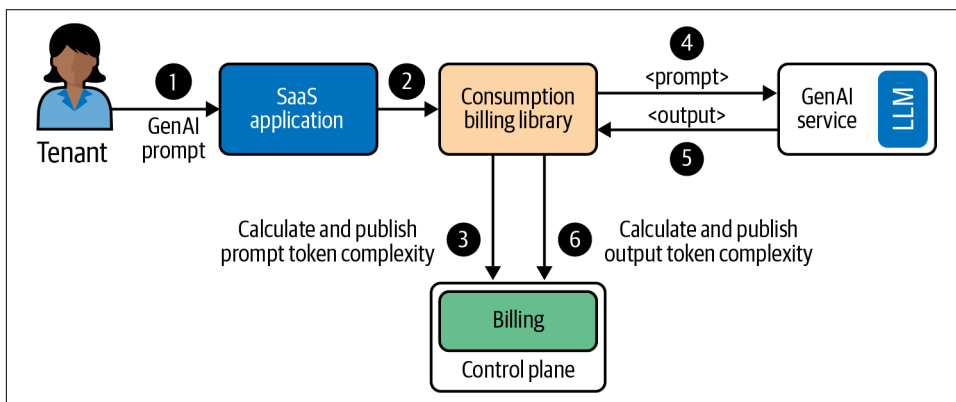 1
GenAI
prompt
Tenant
SaaS
application
2
Consumption
billing library
4
<prompt>
<output>
5
GenAI
service
LLM
Calculate and publish
prompt token complexity
3
6
Calculate and publish
output token complexity
Billing
Control plane